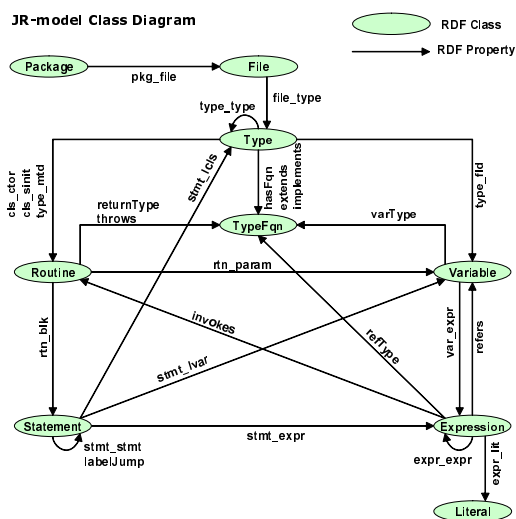 JR-model Class Diagram
RDF Class
RDF Property
Package
pkg_file
File
file_type
type_type
Type
cls_ctor
cls_sinit
type_mtd
stmt_lcls
hasFqn
extends
implements
type_fld
returnType
throws
TypeFqn
varType
Routine
rtn_param
Variable
invokes
refType
rtn_blk
stmt_lvar
var_expr
refers
Statement
stmt_expr
Expression
stmt_stmt
labelJump
expr_expr
expr_lit
Literal